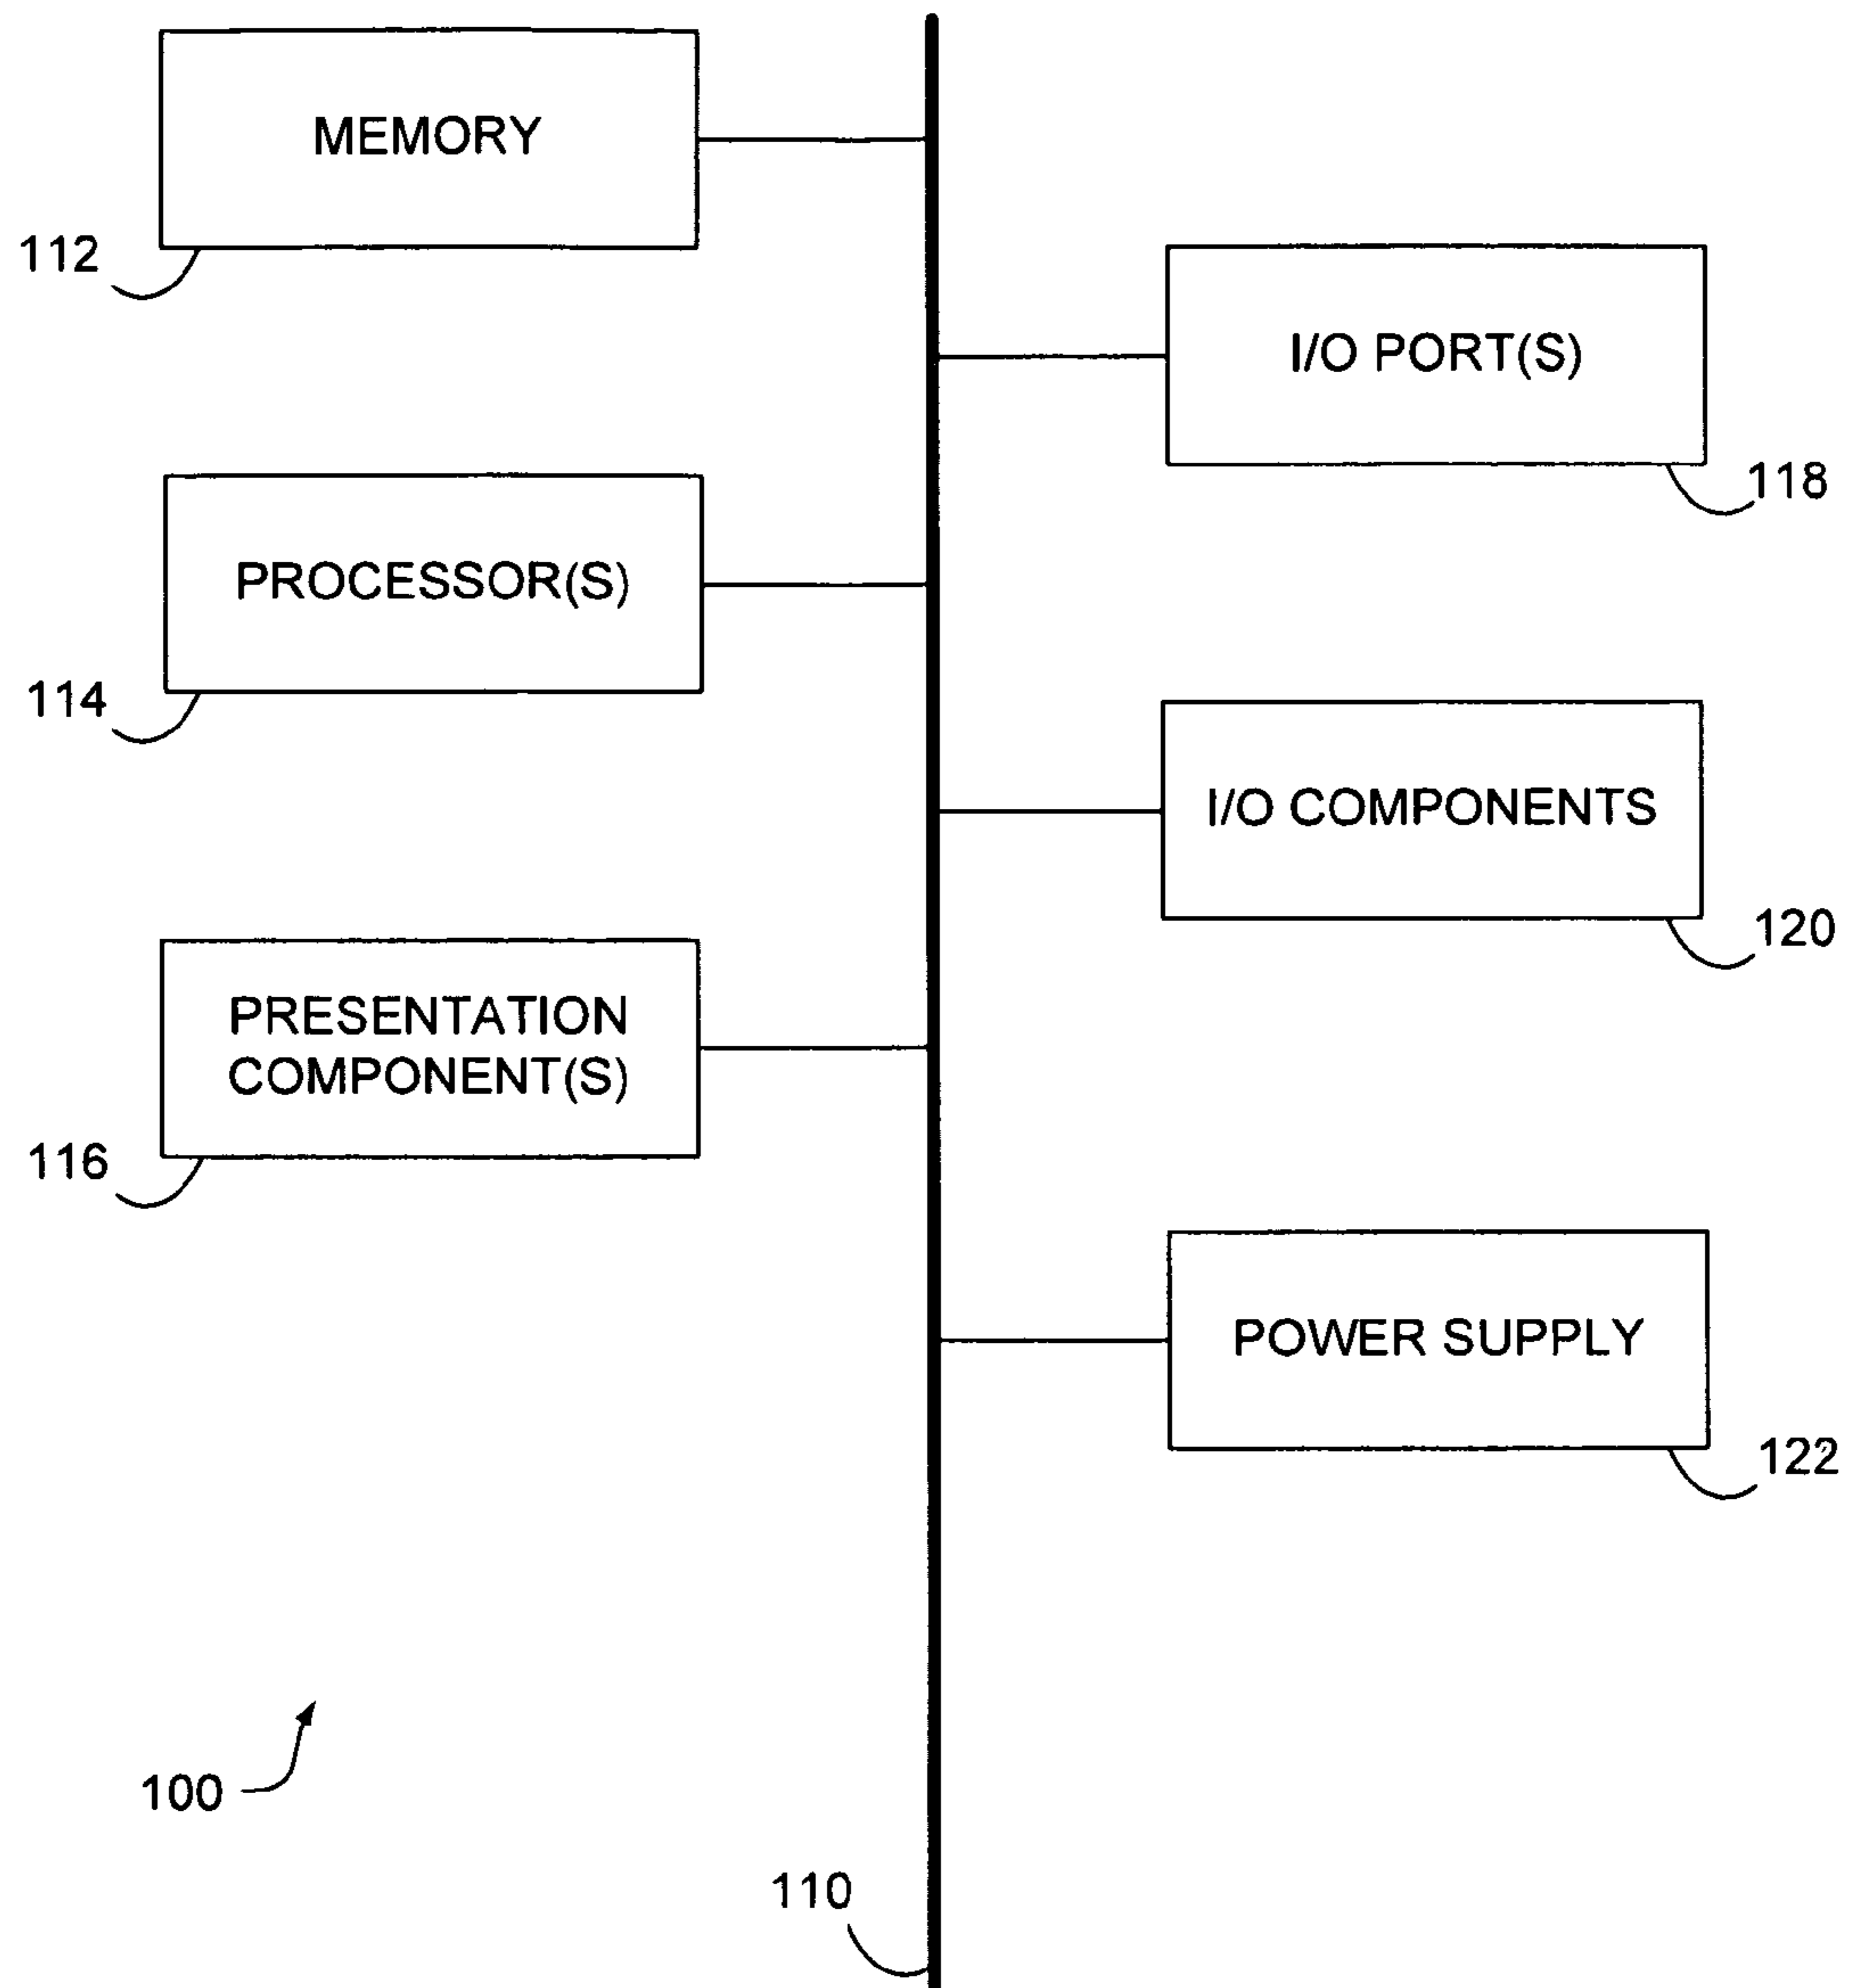 MEMORY
112
I/O PORT(S)
118
PROCESSOR(S)
114
I/O COMPONENTS
120
PRESENTATION
COMPONENT(S)
116
POWER SUPPLY
122
100
110